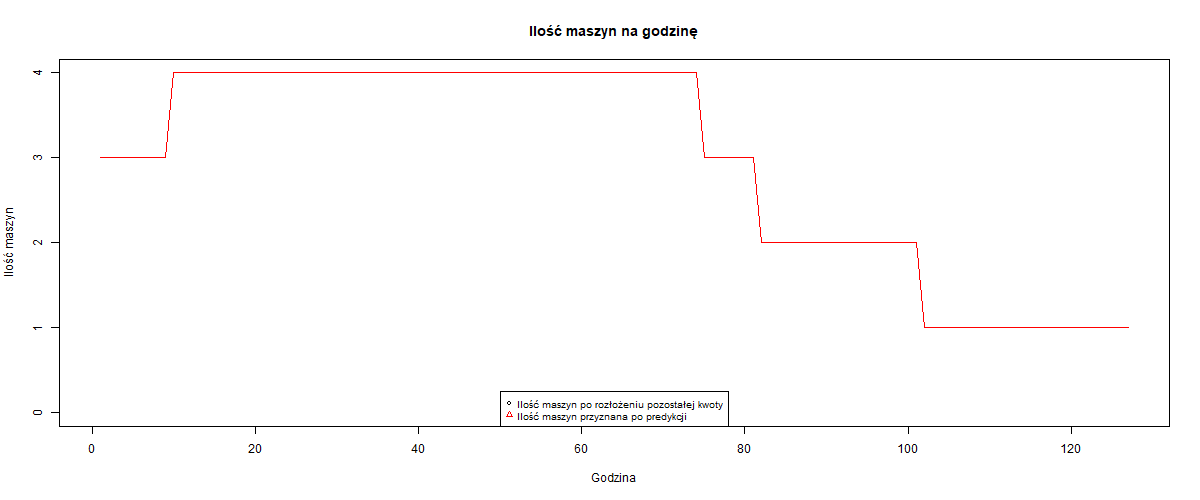 Ilość maszyn na godzinę
Ilość maszyn
4
3
2
1
0
Ilość maszyn po rozłożeniu pozostałej kwoty
Ilość maszyn przyznana po predykcji
0 20 40 60 80 100 120
Godzina